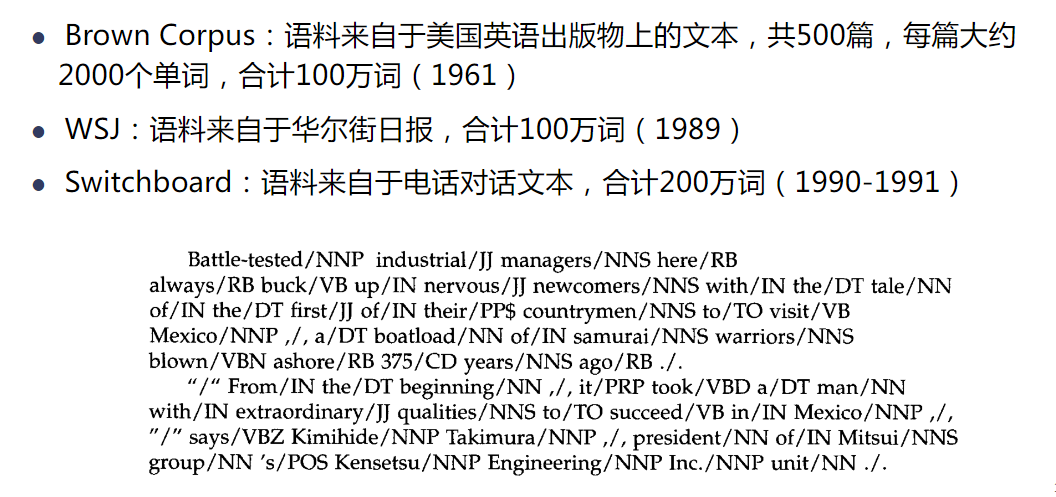 ● Brown Corpus：语料来自于美国英语出版物上的文本，共500篇，每篇大约
2000个单词，合计100万词（1961）
● WSJ：语料来自于华尔街日报，合计100万词（1989）
● Switchboard：语料来自于电话对话文本，合计200万词（1990-1991）
Battle-tested/NNP industrial/JJ managers/NNS here/RB
always/RB buck/VB up/IN nervous/JJ newcomers/NNS with/IN the/DT tale/NN
of/IN the/DT first/JJ of/IN their/PP$ countrymen/NNS to/TO visit/VB
Mexico/NNP ,/, a/DT boatload/NN of/IN samurai/NNS warriors/NNS
blown/VBN ashore/RB 375/CD years/NNS ago/RB ./.
"/" From/IN the/DT beginning/NN ,/, it/PRP took/VBD a/DT man/NN
with/IN extraordinary/JJ qualities/NNS to/TO succeed/VB in/IN Mexico/NNP ,/,
"/" says/VBZ Kimihide/NNP Takimura/NNP ,/, president/NN of/IN Mitsui/NNS
group/NN 's/POS Kensetsu/NNP Engineering/NNP Inc./NNP unit/NN ./.